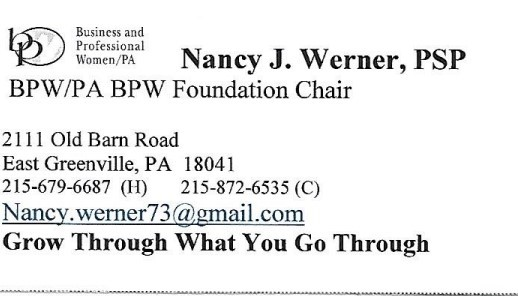 bpw
Business and
Professional
Women/PA
Nancy J. Werner, PSP
BPW/PA BPW Foundation Chair
2111 Old Barn Road
East Greenville, PA 18041
215-679-6687 (H) 215-872-6535 (C)
Nancy.werner73@gmail.com
Grow Through What You Go Through